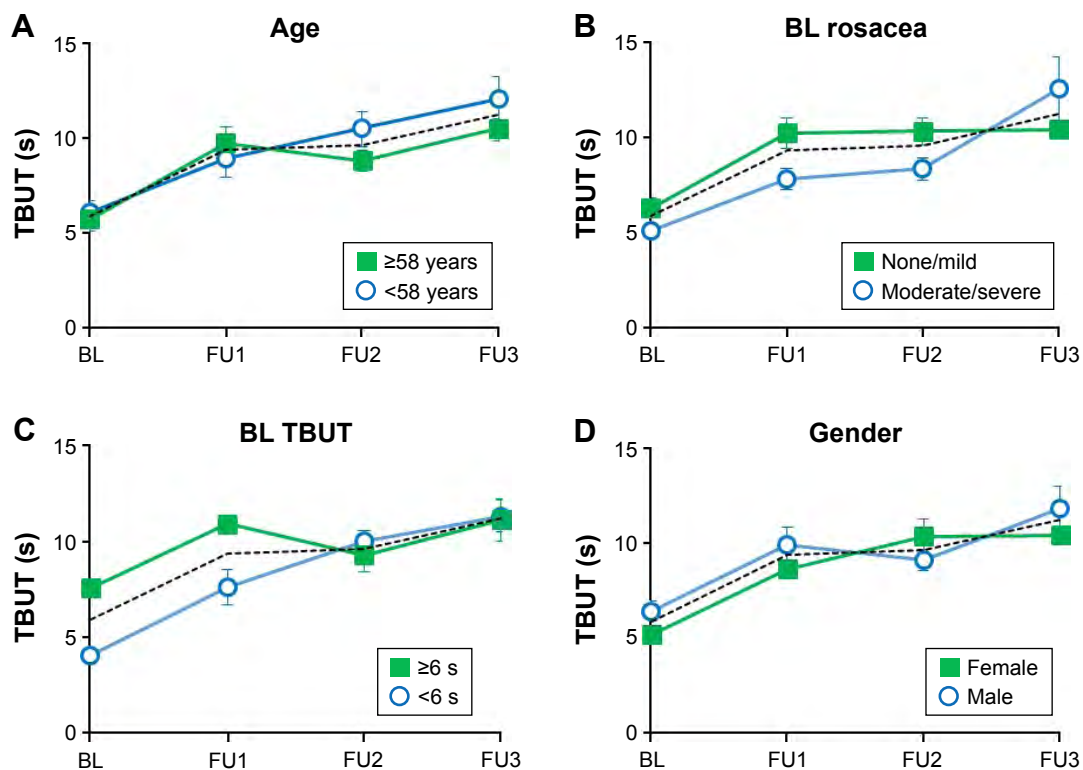 A
Age
TBUT (s)
15
10
5
0
≥58 years
<58 years
BL
FU1
FU2
FU3
B
BL rosacea
TBUT (s)
15
10
5
0
None/mild
Moderate/severe
BL
FU1
FU2
FU3
C
BL TBUT
TBUT (s)
15
10
5
0
≥6 s
<6 s
BL
FU1
FU2
FU3
D
Gender
TBUT (s)
15
10
5
0
Female
Male
BL
FU1
FU2
FU3